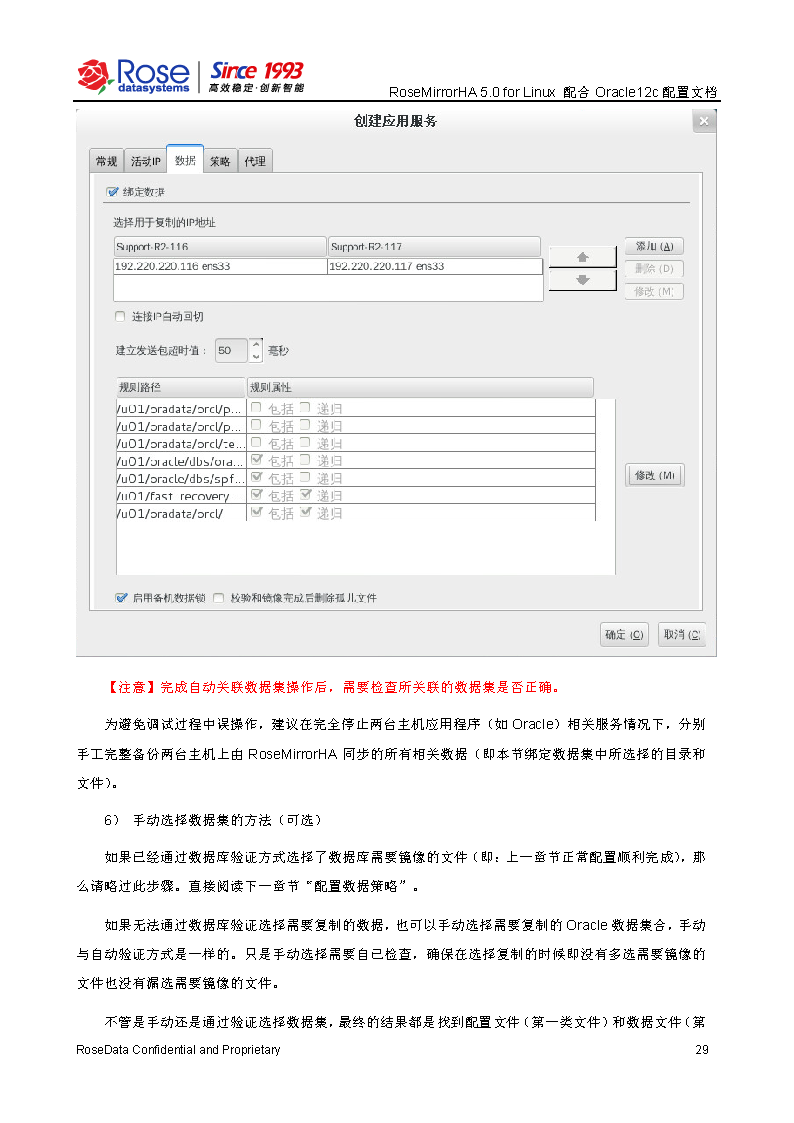 Rose
datasystems
Since 1993
高效稳定·创新智能
RoseMirrorHA 5.0 for Linux 配合 Oracle12c 配置文档
创建应用服务
常规 活动IP 数据 策略 代理
绑定数据
选择用于复制的IP地址
Support-R2-116 Support-R2-117
添加 (A)
192.220.220.116 ens33 192.220.220.117 ens33
删除 (D)
修改 (M)
连接IP自动回切
建立发送包超时值： 50 毫秒
规则路径 规则属性
/u01/oradata/orcl/p... 包括 递归
/u01/oradata/orcl/p... 包括 递归
/u01/oradata/orcl/te... 包括 递归
/u01/oracle/dbs/ora... 包括 递归
/u01/oracle/dbs/spf... 包括 递归
修改 (M)
/u01/fast_recovery_ 包括 递归
/u01/oradata/orcl/ 包括 递归
启用备机数据锁 校验和镜像完成后删除孤儿文件
确定 (O) 取消 (C)
【注意】完成自动关联数据集操作后，需要检查所关联的数据集是否正确。
为避免调试过程中误操作，建议在完全停止两台主机应用程序（如 Oracle）相关服务情况下，分别
手工完整备份两台主机上由 RoseMirrorHA 同步的所有相关数据（即本节绑定数据集中所选择的目录和
文件）。
6） 手动选择数据集的方法（可选）
如果已经通过数据库验证方式选择了数据库需要镜像的文件（即：上一章节正常配置顺利完成），那
么请略过此步骤。直接阅读下一章节“配置数据策略”。
如果无法通过数据库验证选择需要复制的数据，也可以手动选择需要复制的 Oracle 数据集合，手动
与自动验证方式是一样的。只是手动选择需要自己检查，确保在选择复制的时候即没有多选需要镜像的
文件也没有漏选需要镜像的文件。
不管是手动还是通过验证选择数据集，最终的结果都是找到配置文件（第一类文件）和数据文件（第
RoseData Confidential and Proprietary 29